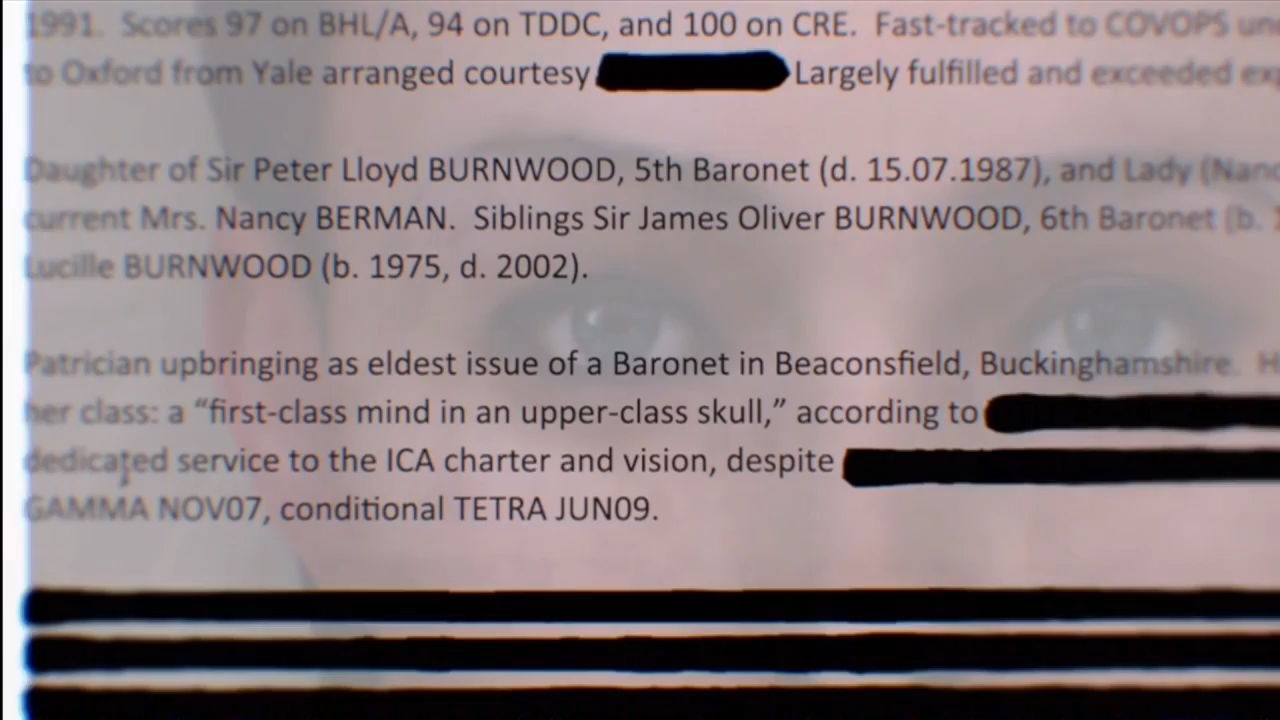 1991. Scores 97 on BHL/A, 94 on TDDC, and 100 on CRE. Fast-tracked to COVOPS
to Oxford from Yale arranged courtesy Largely fulfilled and exceeded
Daughter of Sir Peter Lloyd BURNWOOD, 5th Baronet (d. 15.07.1987), and Lady
current Mrs. Nancy BERMAN. Siblings Sir James Oliver BURNWOOD, 6th Baronet (b.
Lucille BURNWOOD (b. 1975, d. 2002).
Patrician upbringing as eldest issue of a Baronet in Beaconsfield, Buckinghamshire.
her class: a “first-class mind in an upper-class skull,” according to
dedicated service to the ICA charter and vision, despite
GAMMA NOV07, conditional TETRA JUN09.